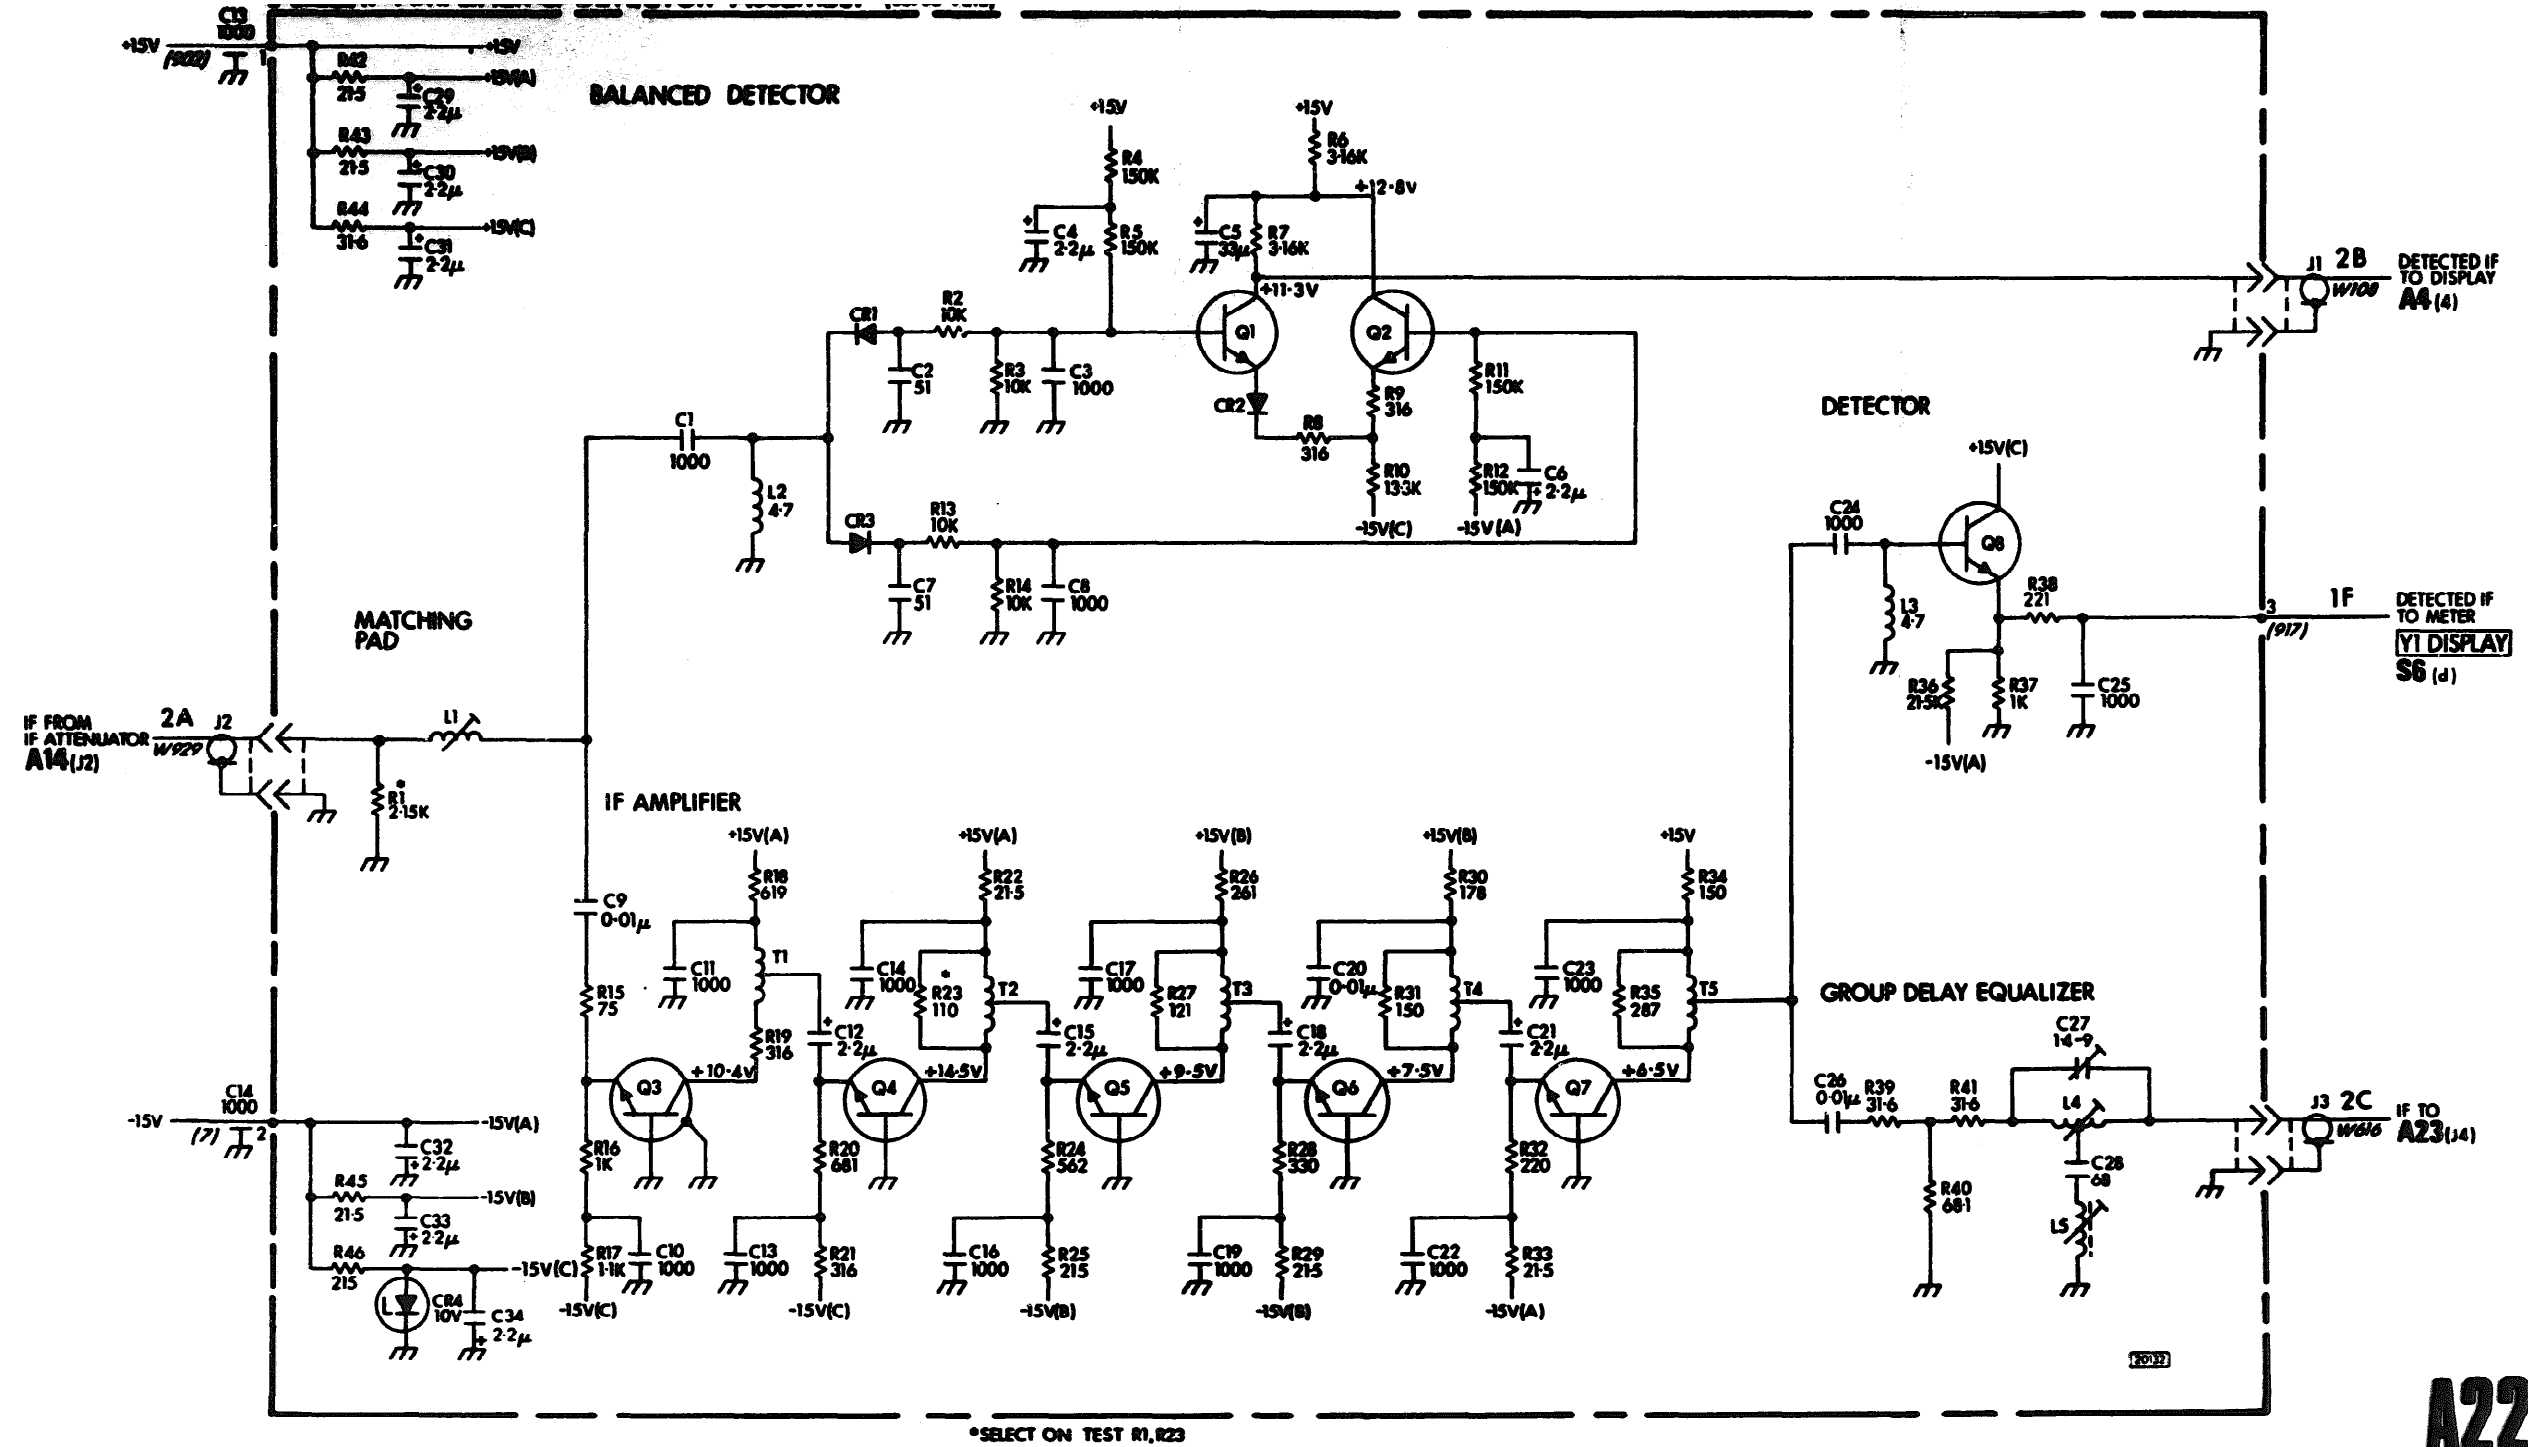 C13
1000
+15V
(902)
1
+15V
R42
21·5
+15V(A)
C29
2·2µ
R43
21·5
+15V(B)
C30
2·2µ
R44
31·6
+15V(C)
C31
2·2µ
BALANCED DETECTOR
+15V
R4
150K
C4
2·2µ
R5
150K
+15V
R6
3·16K
+12·8V
C5
33µ
R7
3·16K
+11·3V
CR1
R2
10K
C2
51
R3
10K
C3
1000
Q1
Q2
CR2
R8
316
R9
316
R10
13·3K
-15V(C)
R11
150K
R12
150K
C6
2·2µ
-15V(A)
C1
1000
L2
4·7
CR3
R13
10K
C7
51
R14
10K
C8
1000
J1
2B
W108
DETECTED IF
TO DISPLAY
A4(4)
DETECTOR
+15V(C)
C24
1000
Q8
L3
4·7
R38
221
R36
21·5K
R37
1K
C25
1000
-15V(A)
3
(917)
1F
DETECTED IF
TO METER
Y1 DISPLAY
S6 (d)
MATCHING
PAD
IF FROM
IF ATTENUATOR
A14(J2)
2A
J2
W929
L1
*
R1
2·15K
IF AMPLIFIER
C9
0·01µ
R15
75
+15V(A)
R18
619
C11
1000
T1
R19
316
C12
2·2µ
Q3
+10·4V
R16
1K
R17
1·1K
C10
1000
-15V(C)
+15V(A)
R22
21·5
C14
1000
*
R23
110
T2
C15
2·2µ
Q4
+14·5V
R20
681
C13
1000
R21
316
-15V(C)
+15V(B)
R26
261
C17
1000
R27
121
T3
C18
2·2µ
Q5
+9·5V
R24
562
C16
1000
R25
215
-15V(B)
+15V(B)
R30
178
C20
0·01µ
R31
150
T4
C21
2·2µ
Q6
+7·5V
R28
330
C19
1000
R29
21·5
-15V(B)
+15V
R34
150
C23
1000
R35
287
T5
Q7
+6·5V
R32
220
C22
1000
R33
21·5
-15V(A)
GROUP DELAY EQUALIZER
C27
1·4-9
C26
0·01µ
R39
31·6
R41
31·6
L4
R40
68·1
C28
68
L5
J3
2C
W616
IF TO
A23(J4)
C14
1000
-15V
(7)
2
-15V(A)
C32
2·2µ
R45
21·5
-15V(B)
C33
2·2µ
R46
215
-15V(C)
CR4
10V
C34
2·2µ
*SELECT ON TEST R1,R23
A22